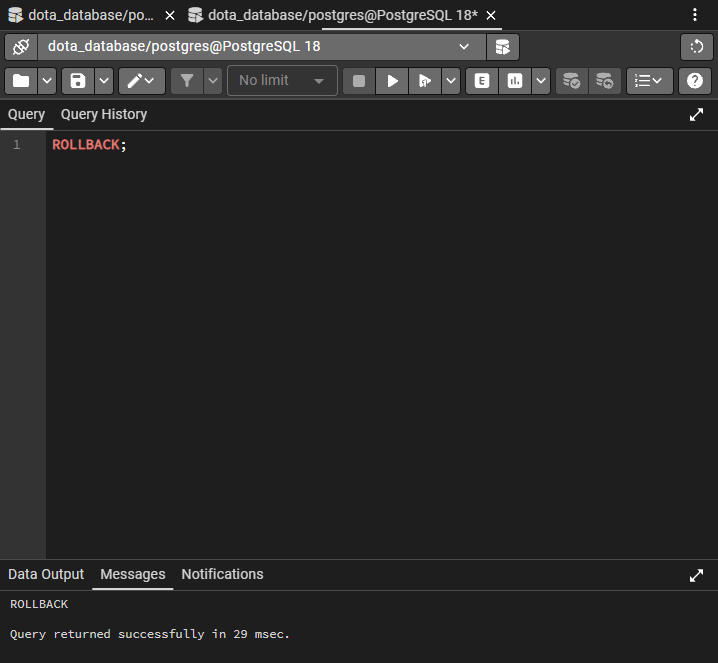 dota_database/po...
dota_database/postgres@PostgreSQL 18*
dota_database/postgres@PostgreSQL 18
No limit
E
Query
Query History
1
ROLLBACK;
Data Output
Messages
Notifications
ROLLBACK
Query returned successfully in 29 msec.